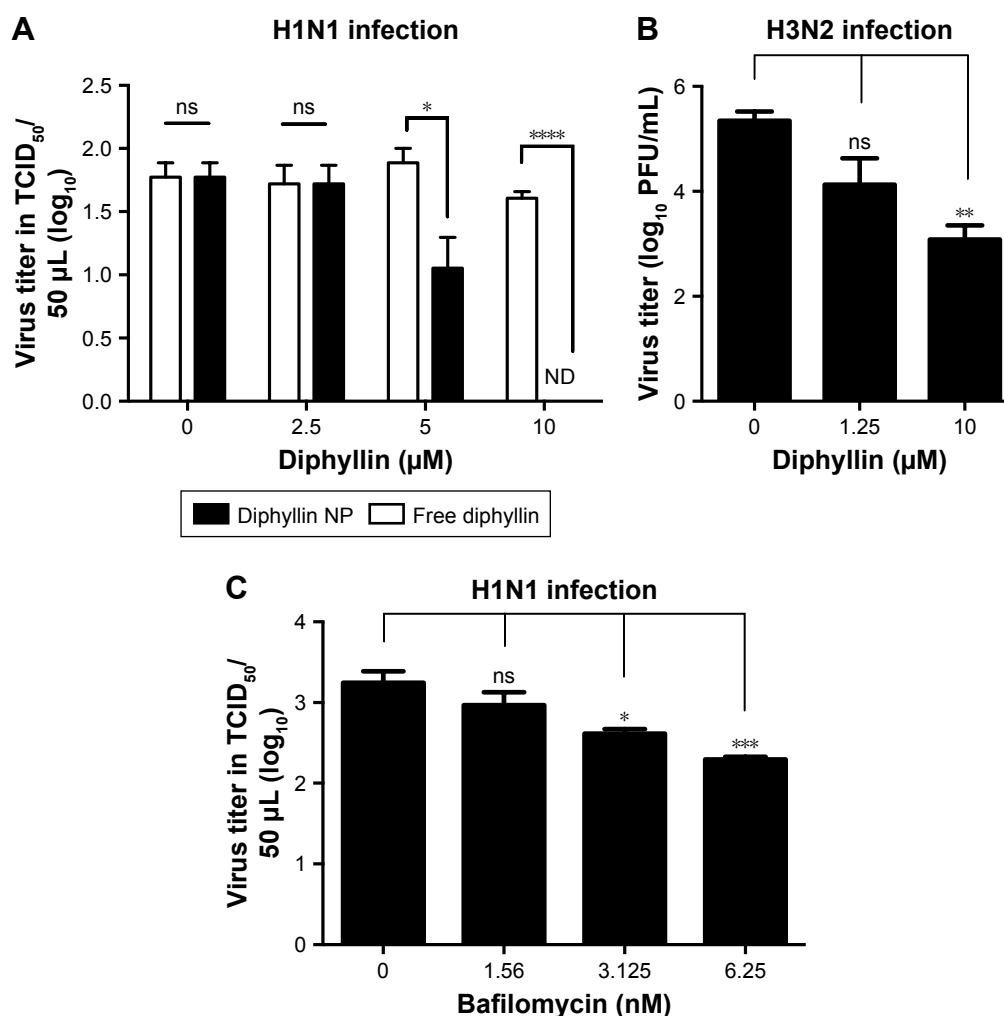 A
H1N1 infection
Virus titer in TCID₅₀/
50 µL (log₁₀)
2.5
2.0
1.5
1.0
0.5
0.0
ns
ns
*
****
ND
0
2.5
5
10
Diphyllin (µM)
Diphyllin NP
Free diphyllin
B
H3N2 infection
Virus titer (log₁₀ PFU/mL)
6
4
2
0
ns
**
0
1.25
10
Diphyllin (µM)
C
H1N1 infection
Virus titer in TCID₅₀/
50 µL (log₁₀)
4
3
2
1
0
ns
*
***
0
1.56
3.125
6.25
Bafilomycin (nM)